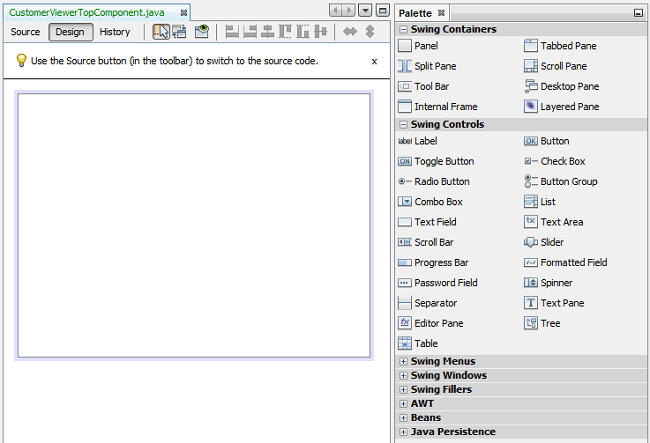 CustomerViewerTopComponent.java
Source Design History
Use the Source button (in the toolbar) to switch to the source code. x
Palette
Swing Containers
Panel Tabbed Pane
Split Pane Scroll Pane
Tool Bar Desktop Pane
Internal Frame Layered Pane
Swing Controls
label Label OK Button
ON Toggle Button Check Box
Radio Button Button Group
Combo Box List
Text Field tx Text Area
Scroll Bar Slider
Progress Bar Formatted Field
Password Field Spinner
Separator T Text Pane
Editor Pane Tree
Table
Swing Menus
Swing Windows
Swing Fillers
AWT
Beans
Java Persistence